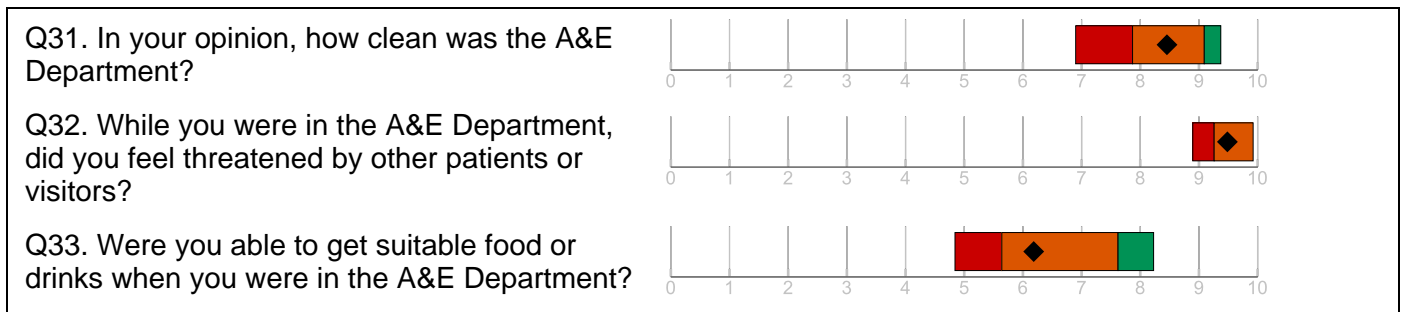 Q31. In your opinion, how clean was the A&E
Department?
0 1 2 3 4 5 6 7 8 9 10
Q32. While you were in the A&E Department,
did you feel threatened by other patients or
visitors?
0 1 2 3 4 5 6 7 8 9 10
Q33. Were you able to get suitable food or
drinks when you were in the A&E Department?
0 1 2 3 4 5 6 7 8 9 10